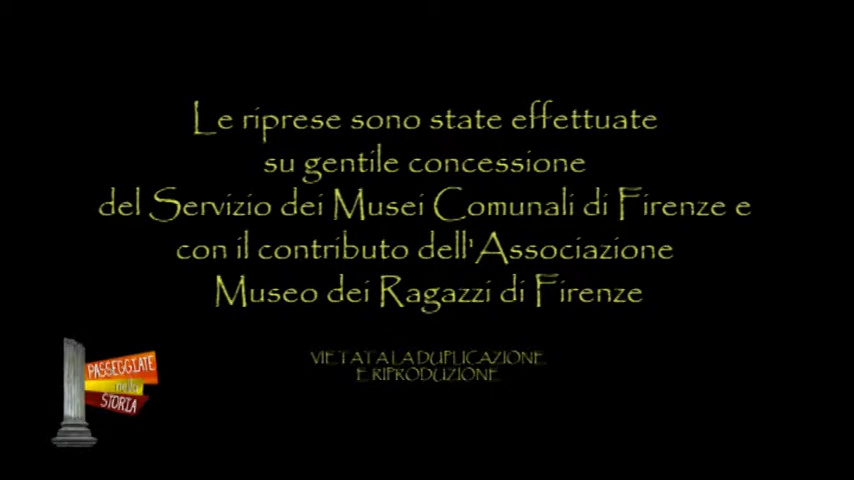 Le riprese sono state effettuate
su gentile concessione
del Servizio dei Musei Comunali di Firenze e
con il contributo dell'Associazione
Museo dei Ragazzi di Firenze
VIETATA LA DUPLICAZIONE
E RIPRODUZIONE
PASSEGGIATE
nella
STORIA